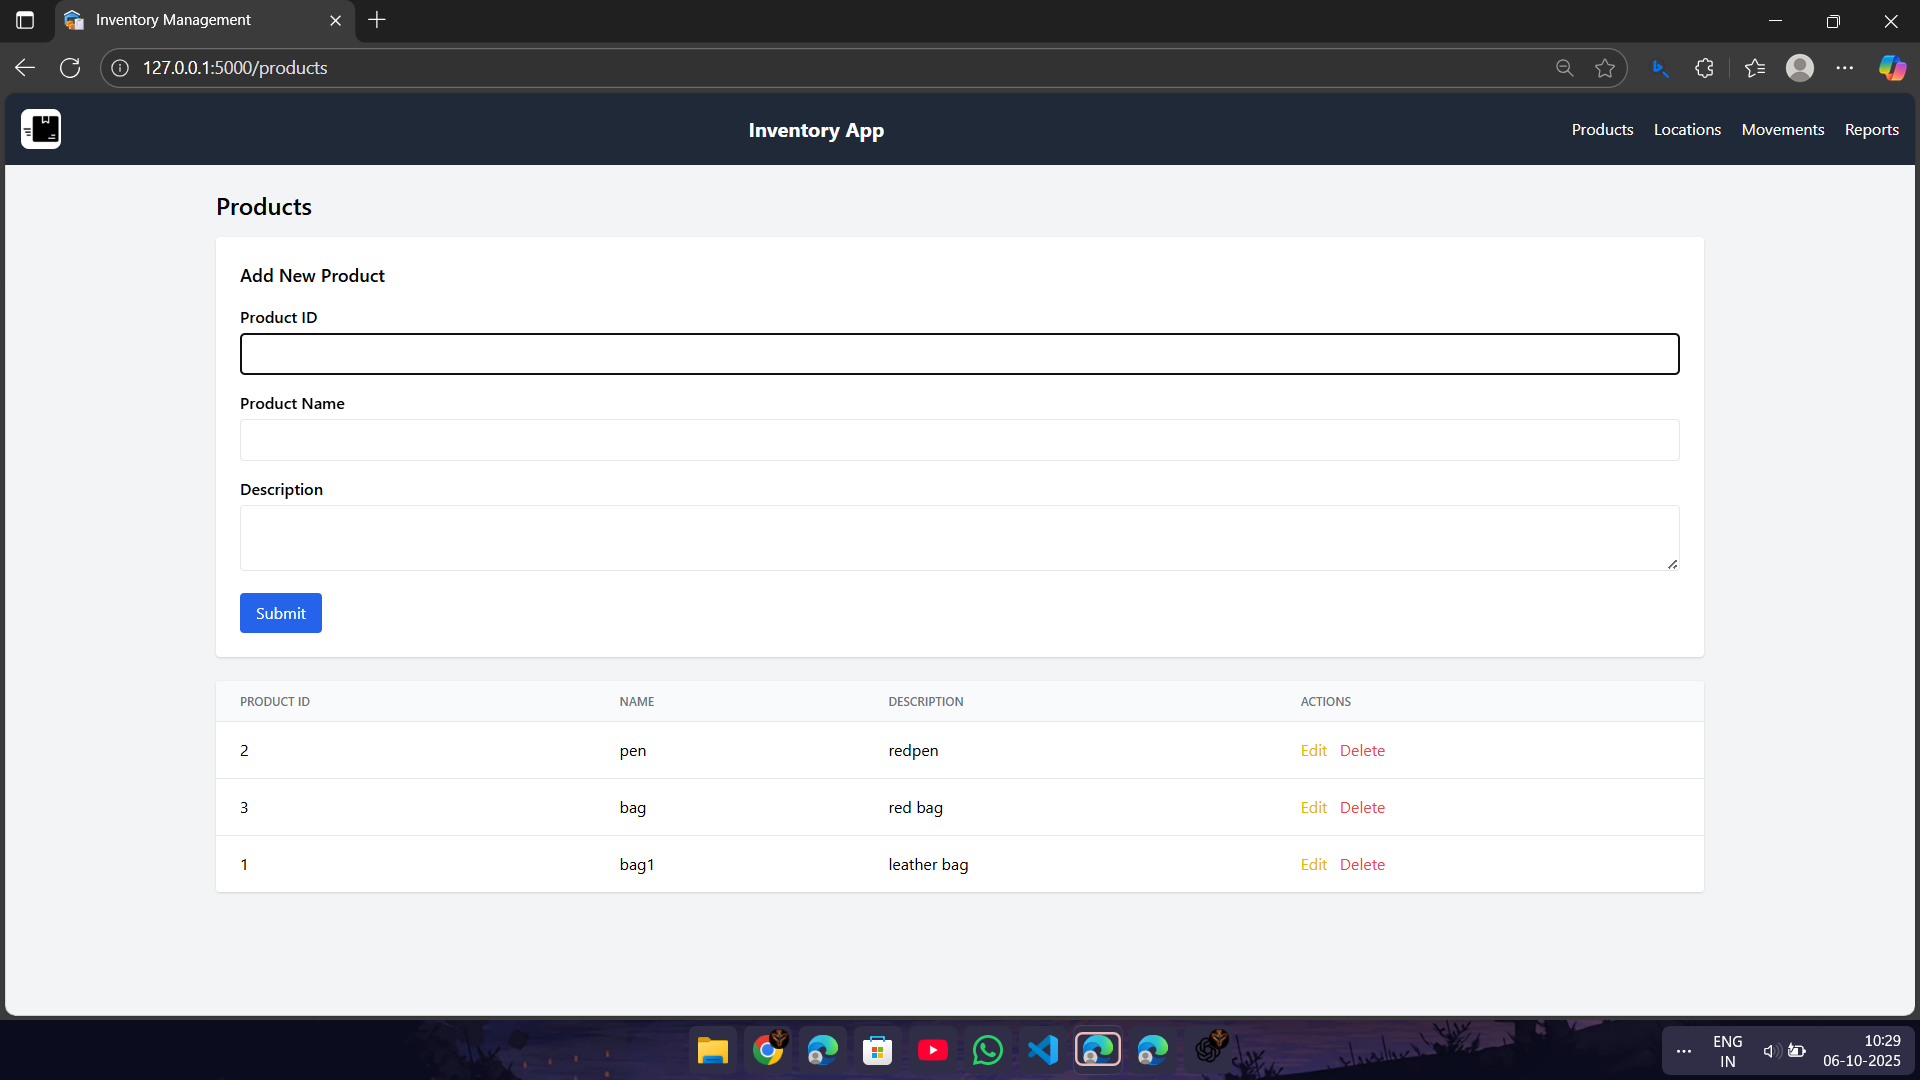 Inventory Management
127.0.0.1:5000/products
Inventory App
Products Locations Movements Reports
Products
Add New Product
Product ID
Product Name
Description
Submit
PRODUCT ID NAME DESCRIPTION ACTIONS
2 pen redpen Edit Delete
3 bag red bag Edit Delete
1 bag1 leather bag Edit Delete
ENG 10:29
IN 06-10-2025